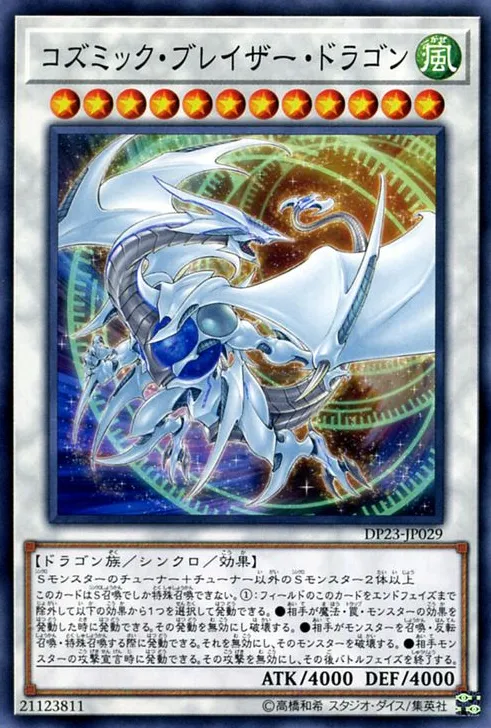 コズミック・ブレイザー・ドラゴン 風
DP23-JP029
【ドラゴン族／シンクロ／効果】
Sモンスターのチューナー＋チューナー以外のSモンスター２体以上
このカードはS召喚でしか特殊召喚できない。①：フィールドのこのカードをエンドフェイズまで
除外して以下の効果から１つを選択して発動できる。●相手が魔法・罠・モンスターの効果を
発動した時に発動できる。その発動を無効にし破壊する。●相手がモンスターを召喚・反転
召喚・特殊召喚する際に発動できる。それを無効にし、そのモンスターを破壊する。●相手モン
スターの攻撃宣言時に発動できる。その攻撃を無効にし、その後バトルフェイズを終了する。
ATK/4000 DEF/4000
21123811 ©高橋和希 スタジオ・ダイス/集英社